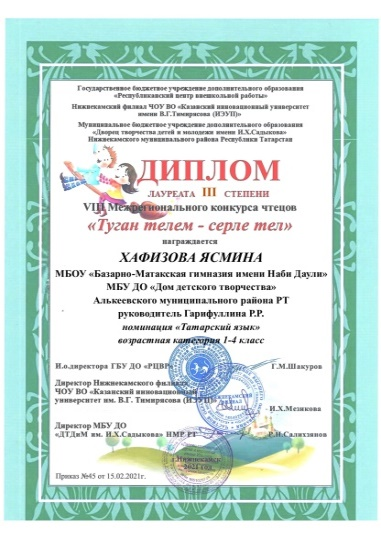 Государственное бюджетное учреждение дополнительного образования
«Республиканский центр внешкольной работы»
Нижнекамский филиал ЧОУ ВО «Казанский инновационный университет
имени В.Г.Тимирясова (ИЭУП)»
Муниципальное бюджетное учреждение дополнительного образования
«Дворец творчества детей и молодежи имени И.Х.Садыкова»
Нижнекамского муниципального района Республики Татарстан
ДИПЛОМ
ЛАУРЕАТА III СТЕПЕНИ
VIII Межрегионального конкурса чтецов
«Туган телем - серле тел»
награждается
ХАФИЗОВА ЯСМИНА
МБОУ «Базарно-Матакская гимназия имени Наби Даули»
МБУ ДО «Дом детского творчества»
Алькеевского муниципального района РТ
руководитель Гарифуллина Р.Р.
номинация «Татарский язык»
возрастная категория 1-4 класс
И.о.директора ГБУ ДО «РЦВР» Г.М.Шакуров
Директор Нижнекамского филиала
ЧОУ ВО «Казанский инновационный
университет им. В.Г. Тимирясова (ИЭУП)»
И.Х.Мезикова
Директор МБУ ДО
«ДТДиМ им. И.Х.Садыкова» НМР РТ Р.Н.Салихзянов
г.Нижнекамск
2021 год
Приказ №45 от 15.02.2021г.